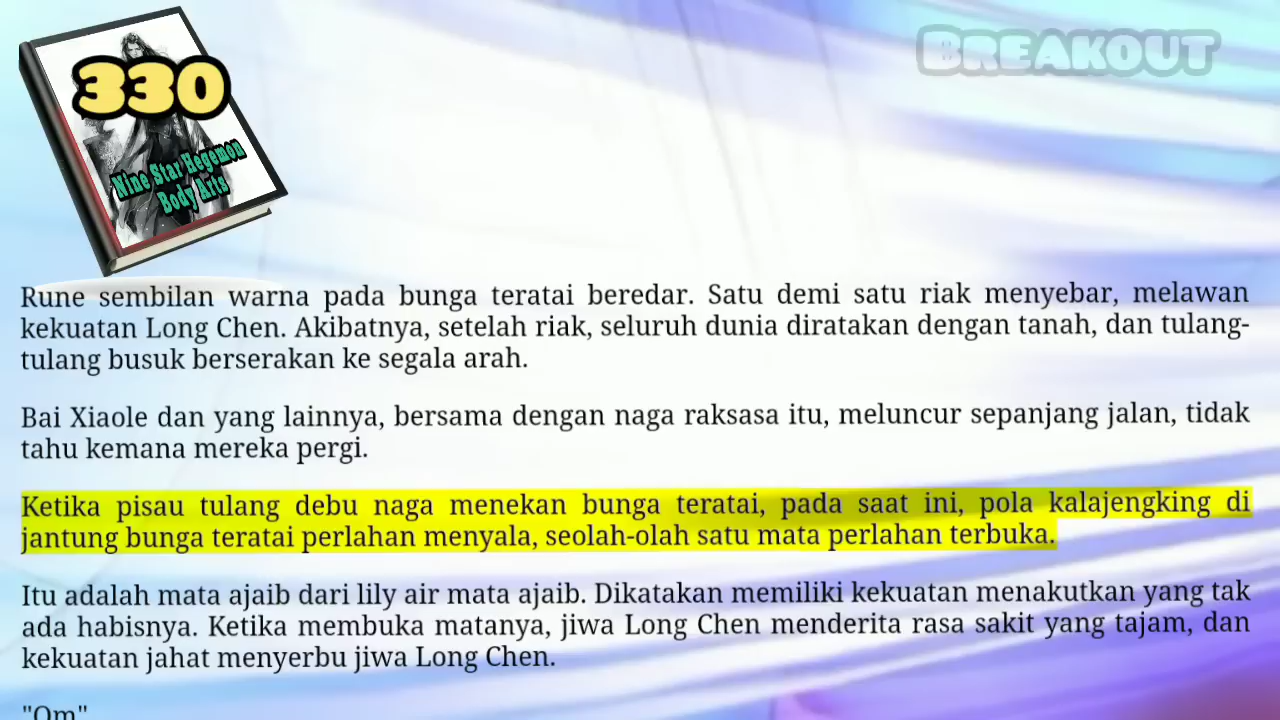 BREAKOUT
330
Nine Star Hegemon
Body Arts
Rune sembilan warna pada bunga teratai beredar. Satu demi satu riak menyebar, melawan
kekuatan Long Chen. Akibatnya, setelah riak, seluruh dunia diratakan dengan tanah, dan tulang-
tulang busuk berserakan ke segala arah.
Bai Xiaole dan yang lainnya, bersama dengan naga raksasa itu, meluncur sepanjang jalan, tidak
tahu kemana mereka pergi.
Ketika pisau tulang debu naga menekan bunga teratai, pada saat ini, pola kalajengking di
jantung bunga teratai perlahan menyala, seolah-olah satu mata perlahan terbuka.
Itu adalah mata ajaib dari lily air mata ajaib. Dikatakan memiliki kekuatan menakutkan yang tak
ada habisnya. Ketika membuka matanya, jiwa Long Chen menderita rasa sakit yang tajam, dan
kekuatan jahat menyerbu jiwa Long Chen.
"Om"